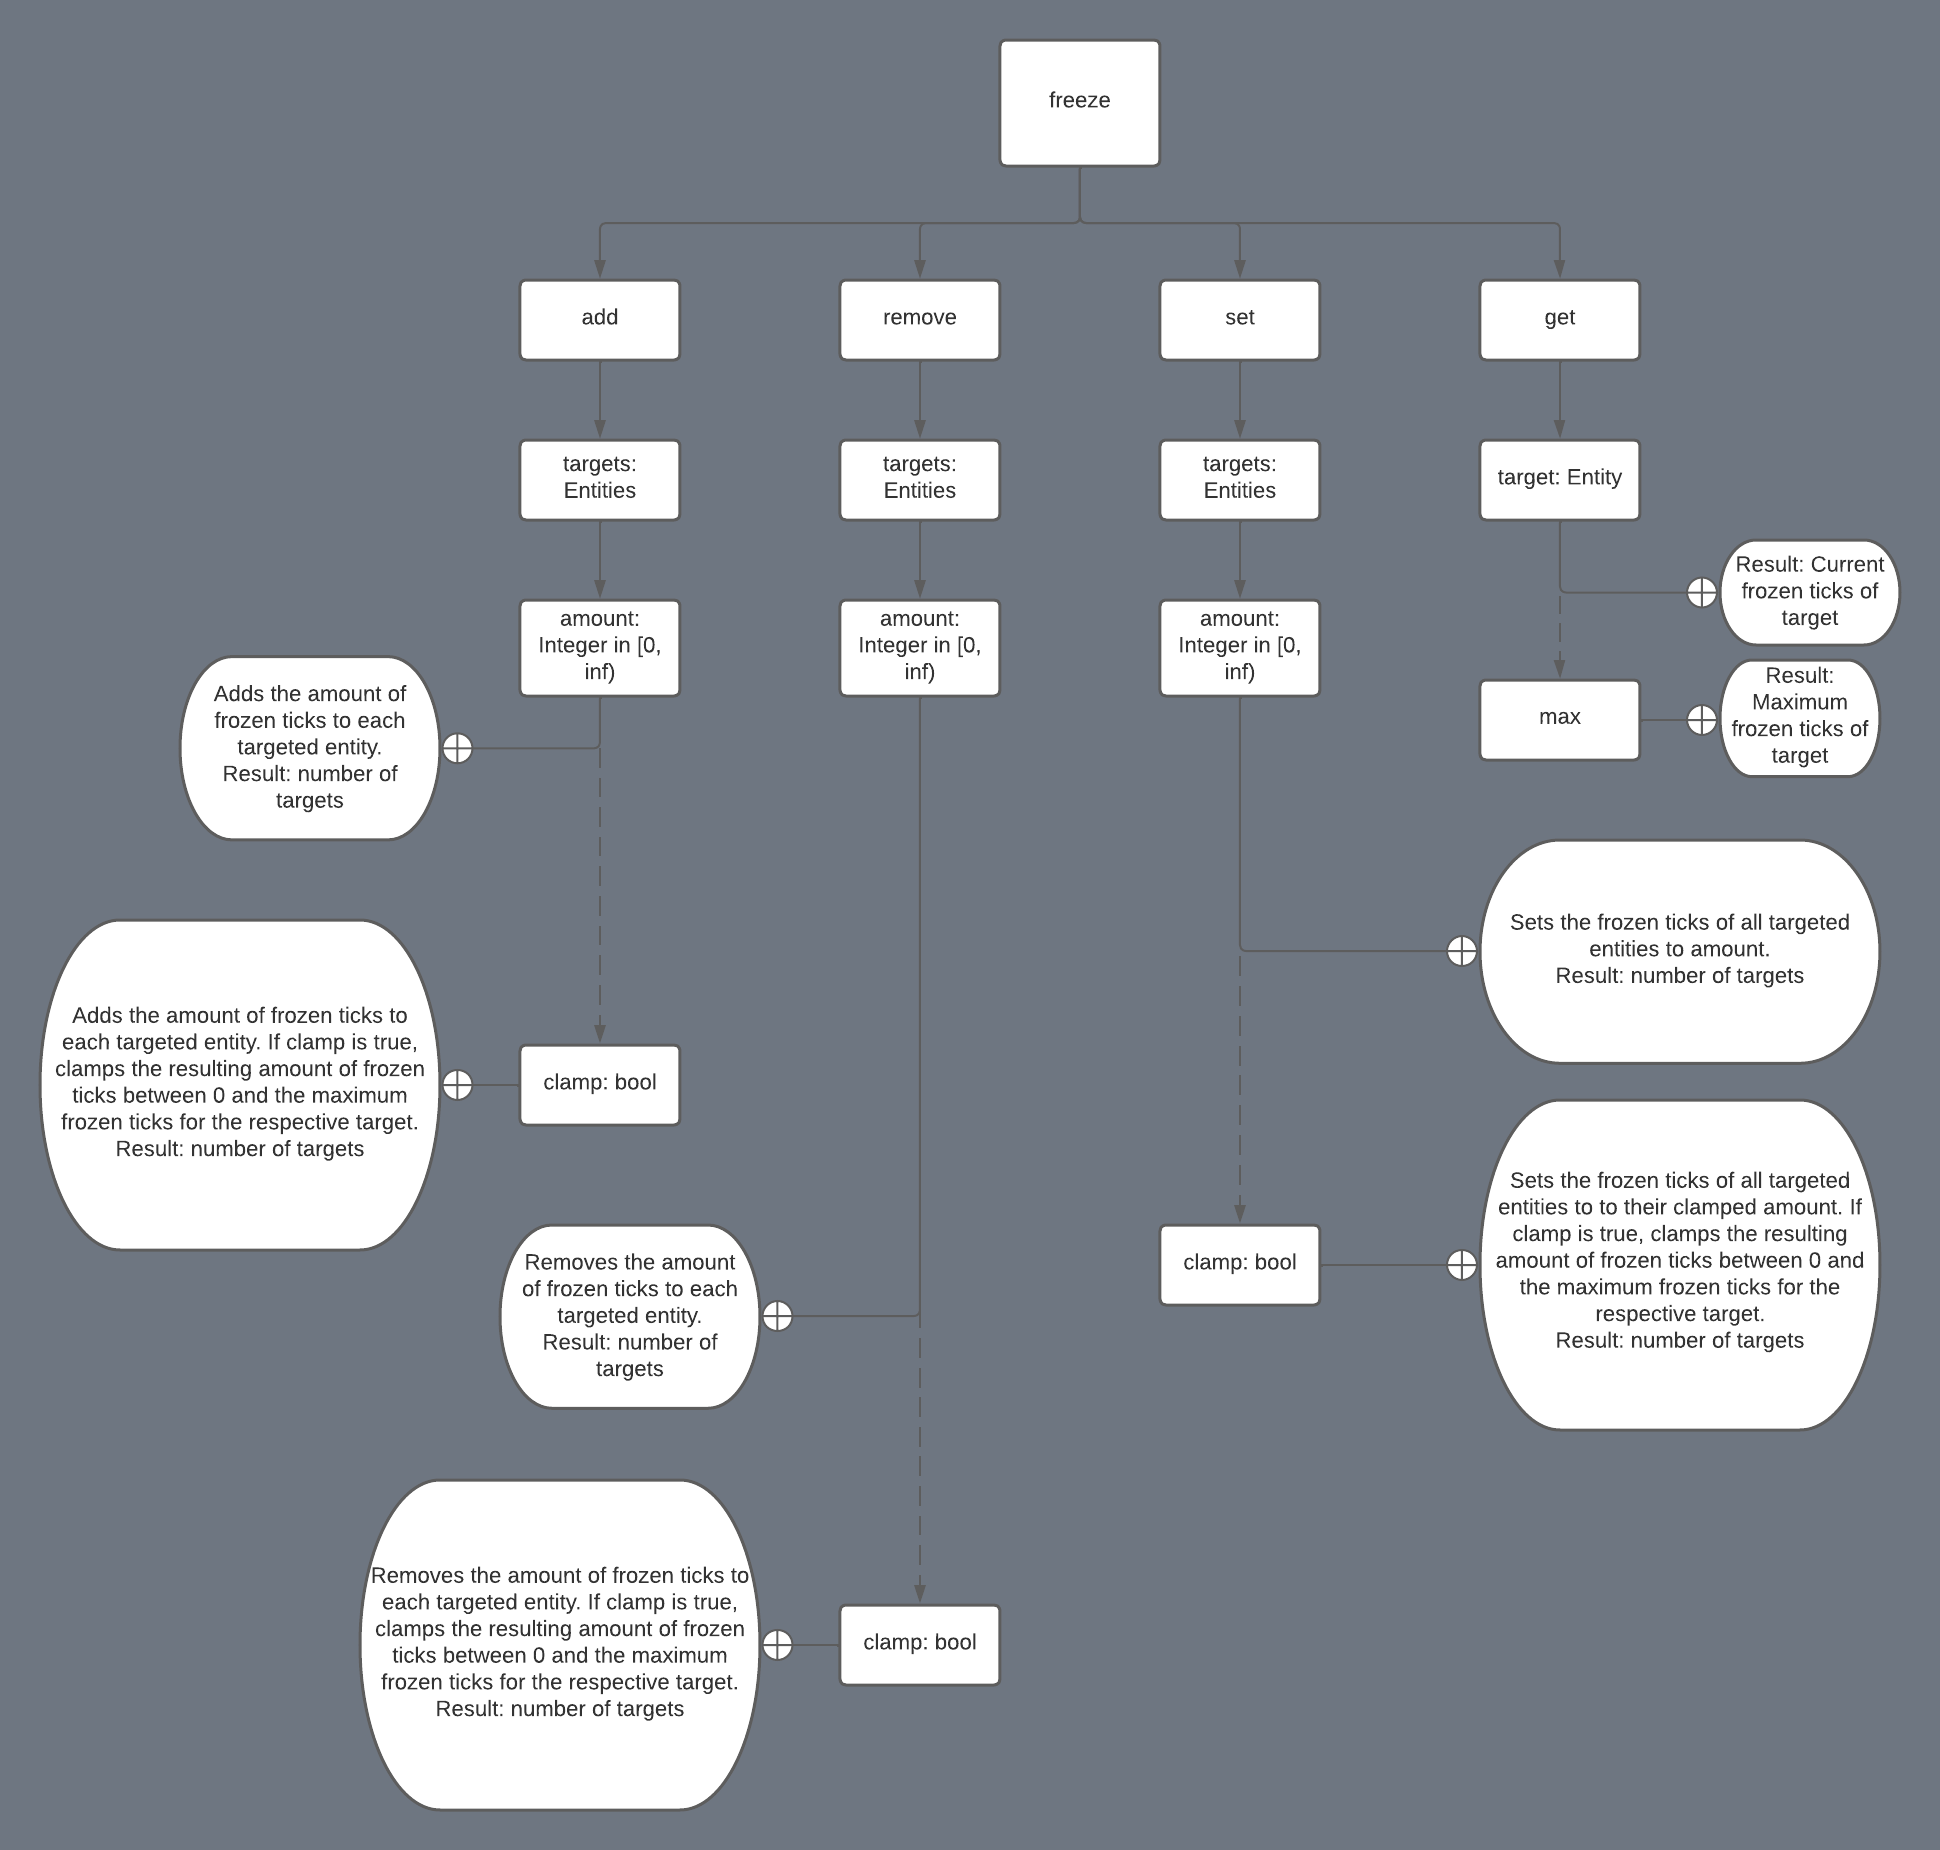 freeze
add
remove
set
get
targets:
Entities
targets:
Entities
targets:
Entities
target: Entity
amount:
Integer in [0,
inf)
amount:
Integer in [0,
inf)
amount:
Integer in [0,
inf)
Result: Current
frozen ticks of
target
max
Result:
Maximum
frozen ticks of
target
Adds the amount of
frozen ticks to each
targeted entity.
Result: number of
targets
Sets the frozen ticks of all targeted
entities to amount.
Result: number of targets
Adds the amount of frozen ticks to
each targeted entity. If clamp is true,
clamps the resulting amount of frozen
ticks between 0 and the maximum
frozen ticks for the respective target.
Result: number of targets
clamp: bool
clamp: bool
Sets the frozen ticks of all targeted
entities to to their clamped amount. If
clamp is true, clamps the resulting
amount of frozen ticks between 0 and
the maximum frozen ticks for the
respective target.
Result: number of targets
Removes the amount
of frozen ticks to each
targeted entity.
Result: number of
targets
Removes the amount of frozen ticks to
each targeted entity. If clamp is true,
clamps the resulting amount of frozen
ticks between 0 and the maximum
frozen ticks for the respective target.
Result: number of targets
clamp: bool